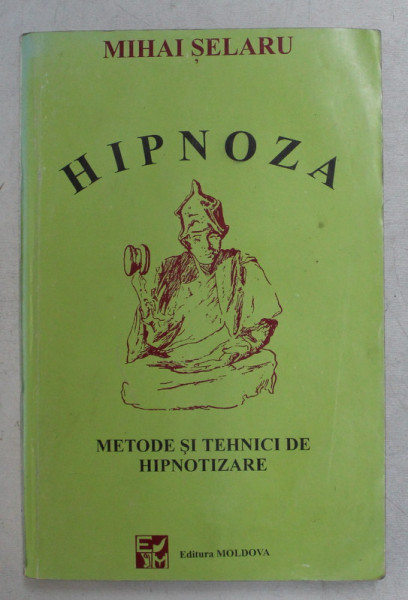 MIHAI ȘELARU
HIPNOZA
METODE ȘI TEHNICI DE
HIPNOTIZARE
Editura MOLDOVA